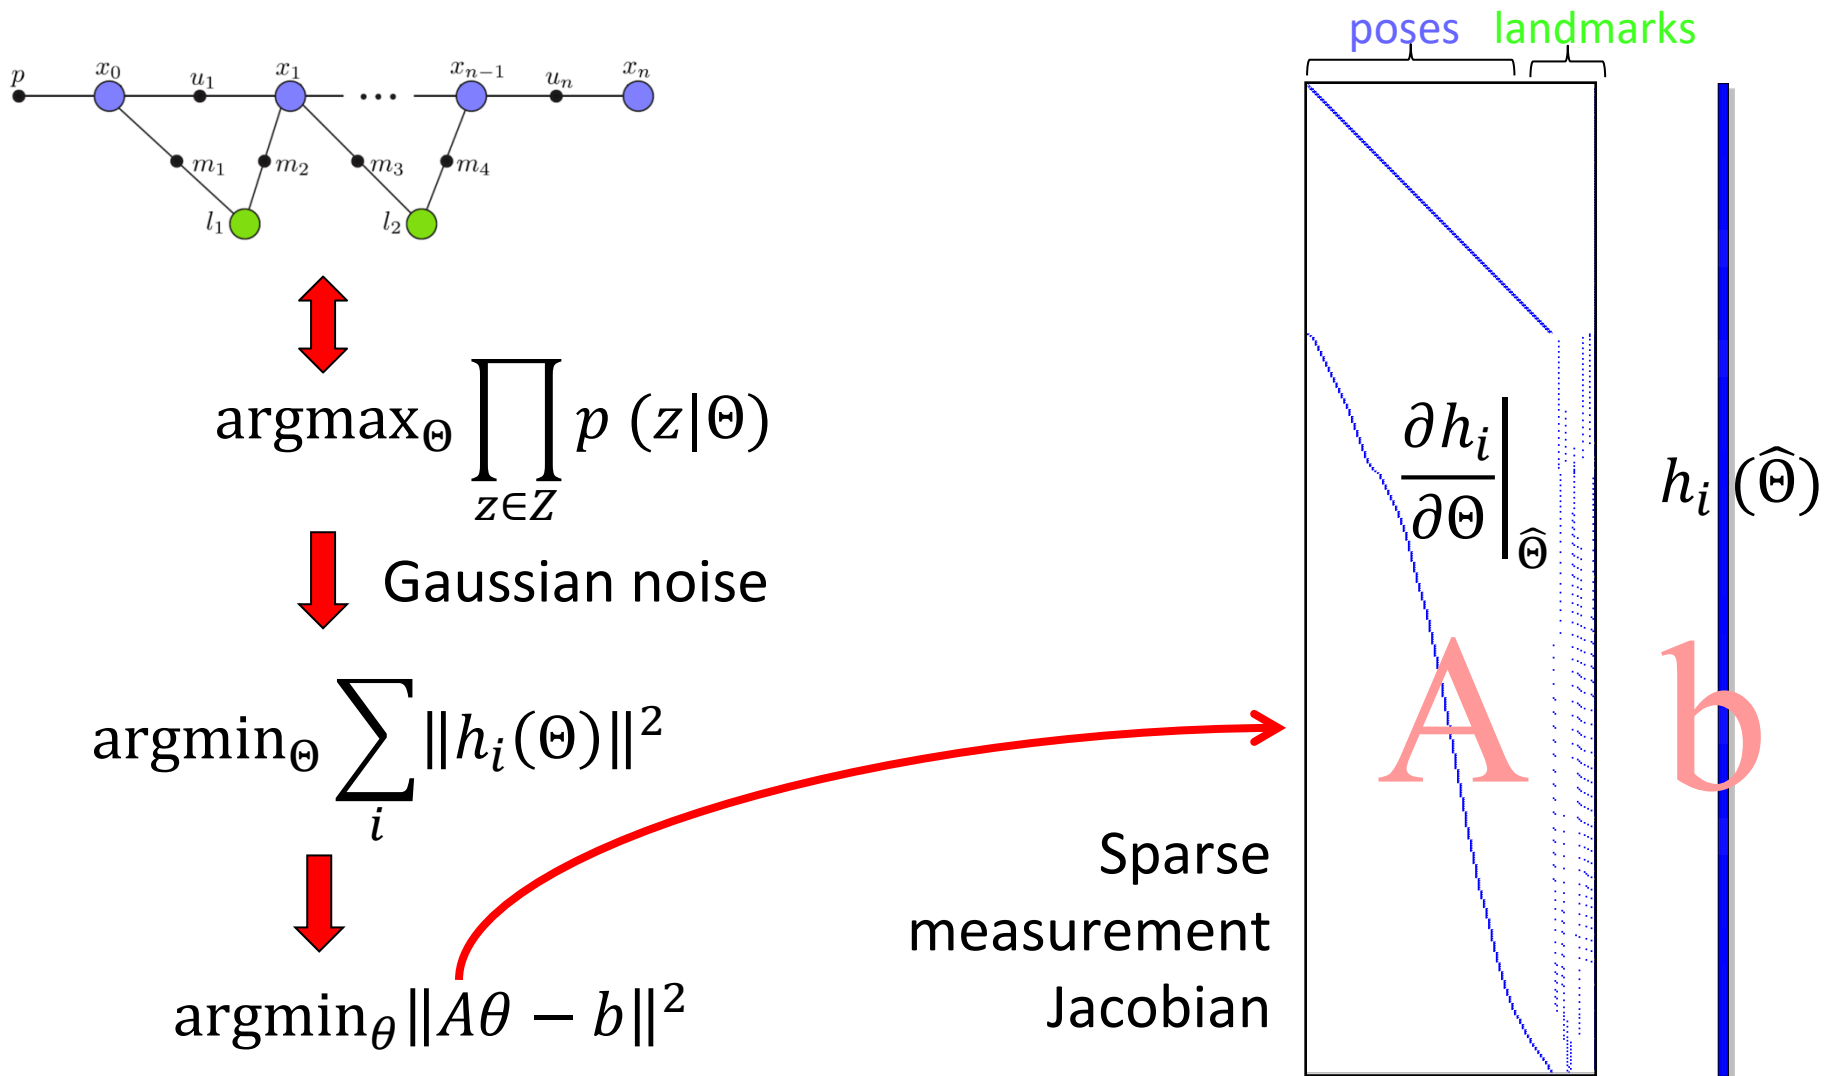 poses landmarks
p x₀ u₁ x₁ ⋯ xₙ₋₁ uₙ xₙ
m₁ m₂ m₃ m₄
l₁ l₂
argmax_Θ ∏_{z∈Z} p (z|Θ)
Gaussian noise
argmin_Θ ∑_i ‖h_i(Θ)‖²
argmin_θ ‖Aθ − b‖²
Sparse
measurement
Jacobian
∂h_i/∂Θ|_Θ̂
h_i (Θ̂)
A b